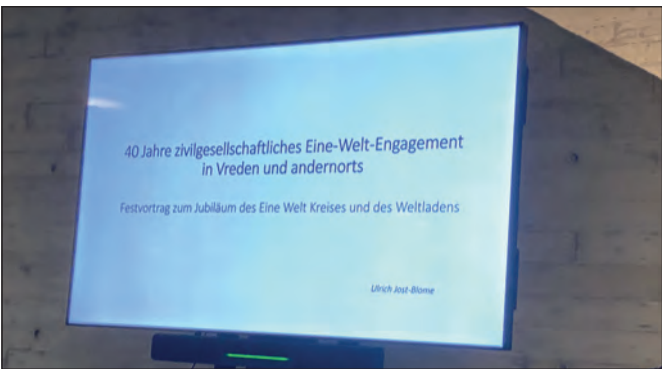 40 Jahre zivilgesellschaftliches Eine-Welt-Engagement
in Vreden und andernorts
Festvortrag zum Jubiläum des Eine Welt Kreises und des Weltladens
Ulrich Jost-Blome